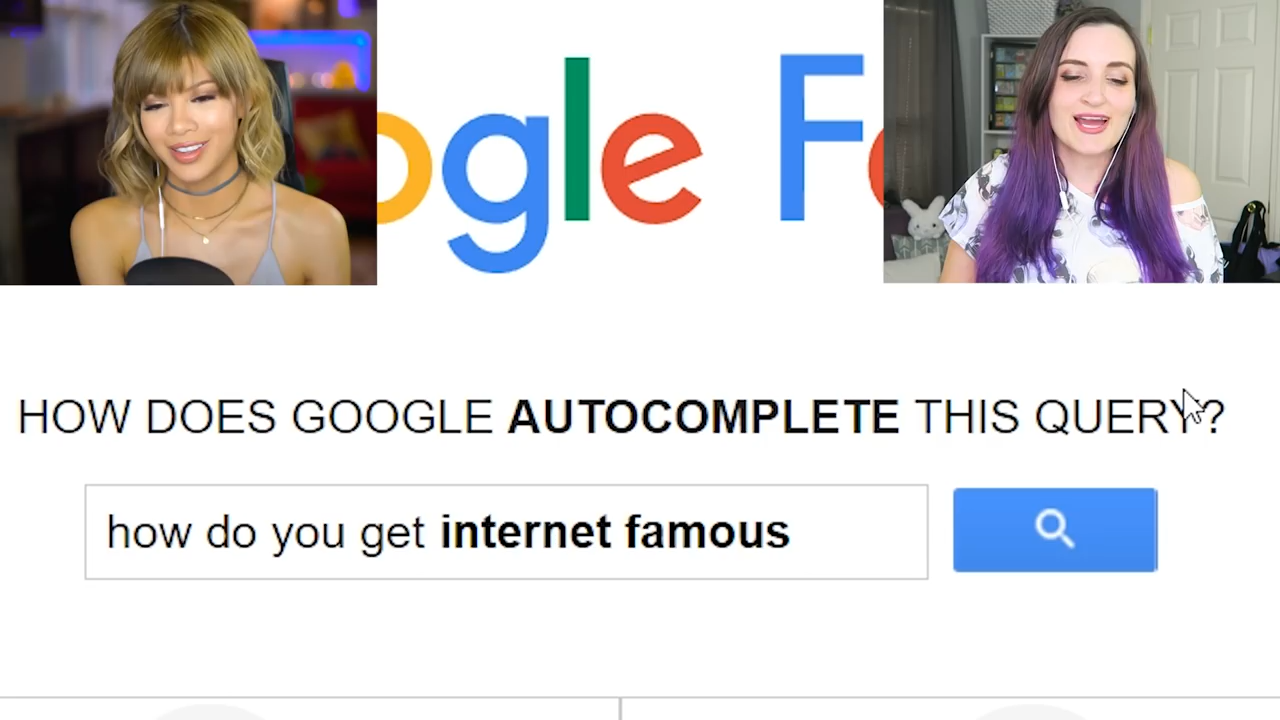 ogle F
HOW DOES GOOGLE AUTOCOMPLETE THIS QUERY?
how do you get internet famous